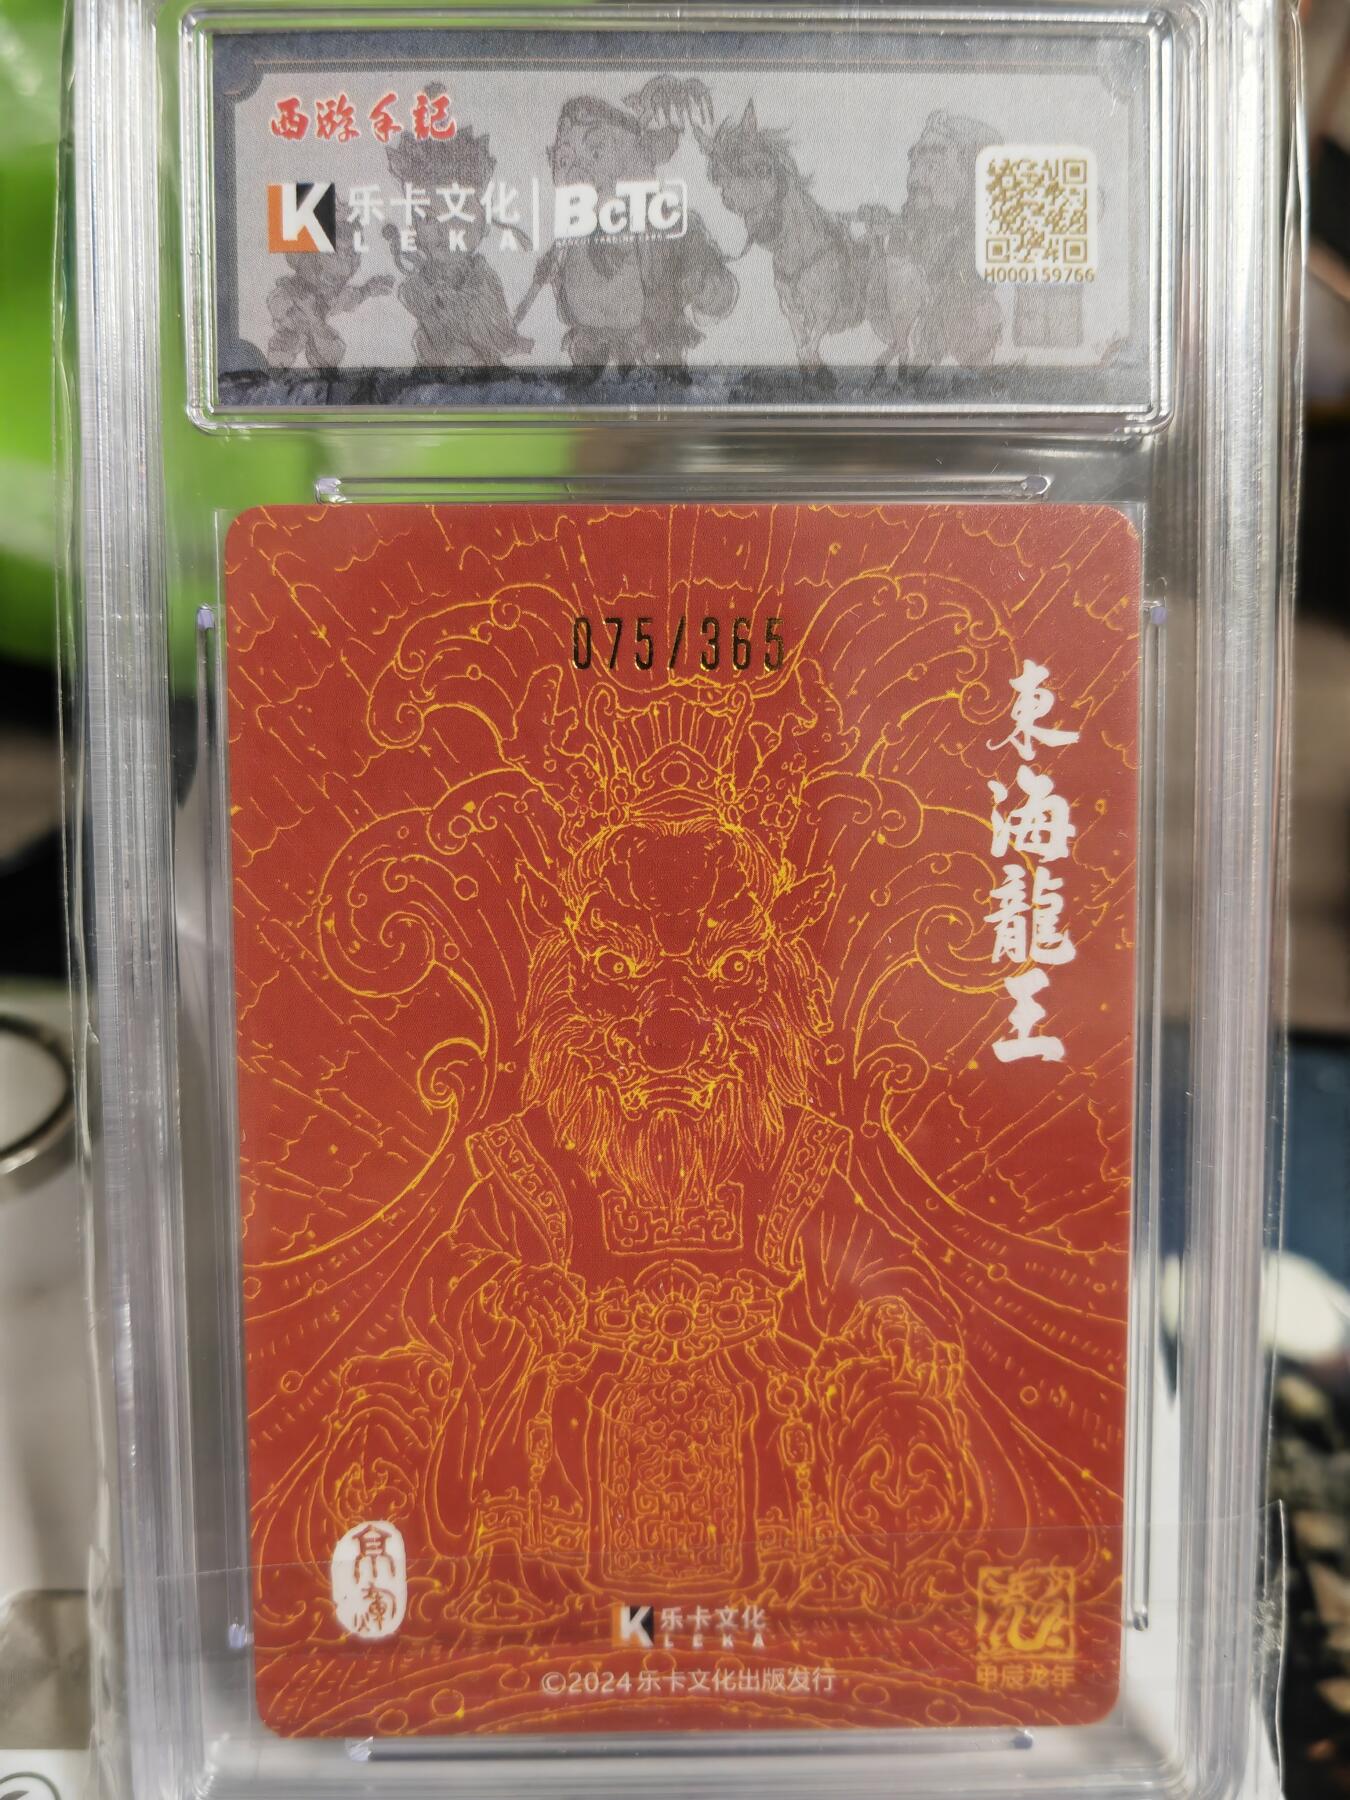 西游手記
乐卡文化 BCTC
LEKA
H000159766
075/365
東海龍王
乐卡文化
LEKA
©2024乐卡文化出版发行
甲辰龙年